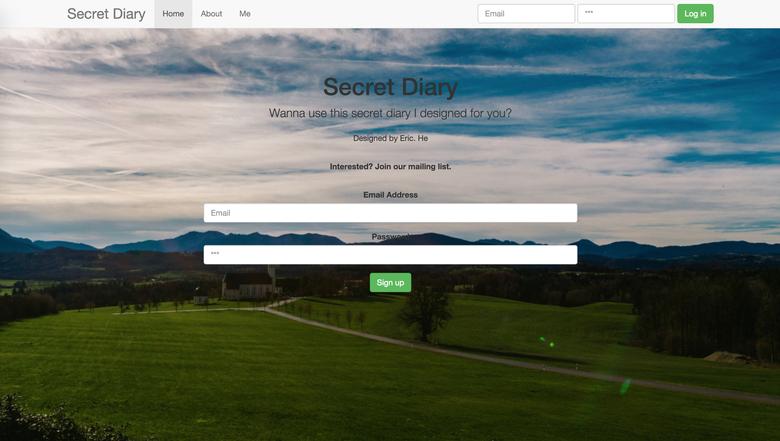 Secret Diary Home About Me Email *** Log in
Secret Diary
Wanna use this secret diary I designed for you?
Designed by Eric. He
Interested? Join our mailing list.
Email Address
Email
Password
***
Sign up